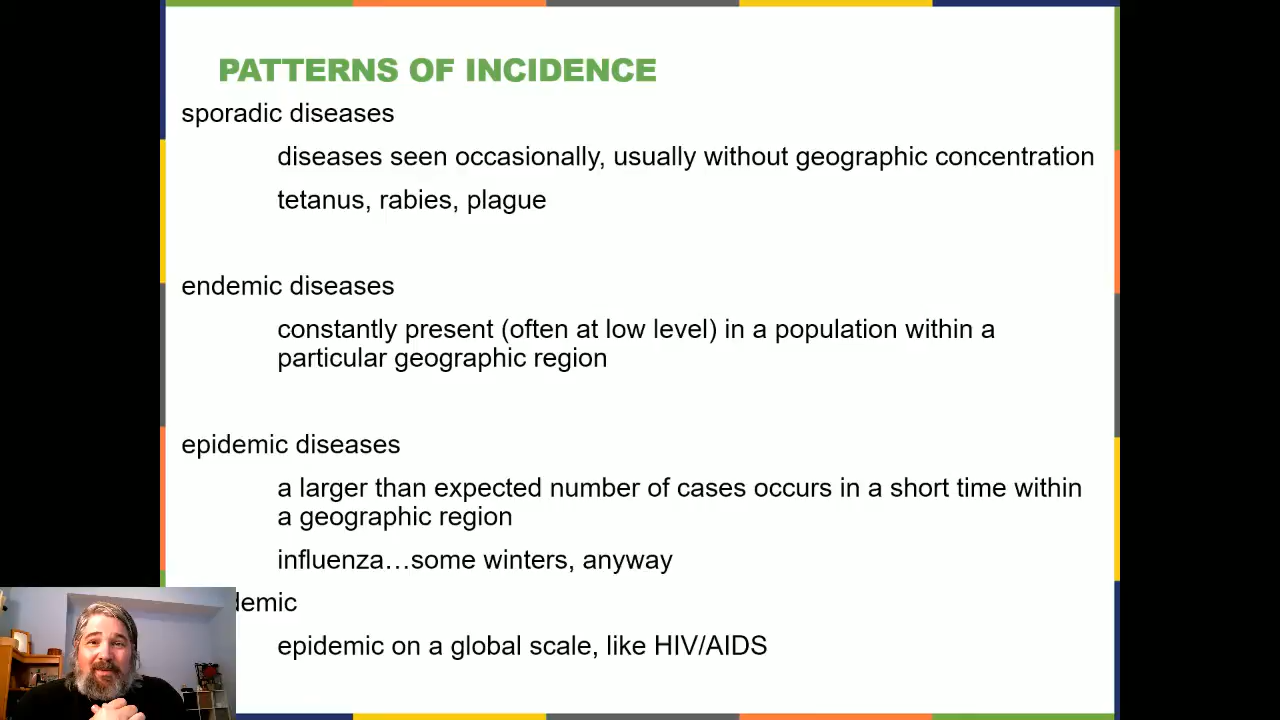 PATTERNS OF INCIDENCE
sporadic diseases
diseases seen occasionally, usually without geographic concentration
tetanus, rabies, plague
endemic diseases
constantly present (often at low level) in a population within a
particular geographic region
epidemic diseases
a larger than expected number of cases occurs in a short time within
a geographic region
influenza…some winters, anyway
demic
epidemic on a global scale, like HIV/AIDS